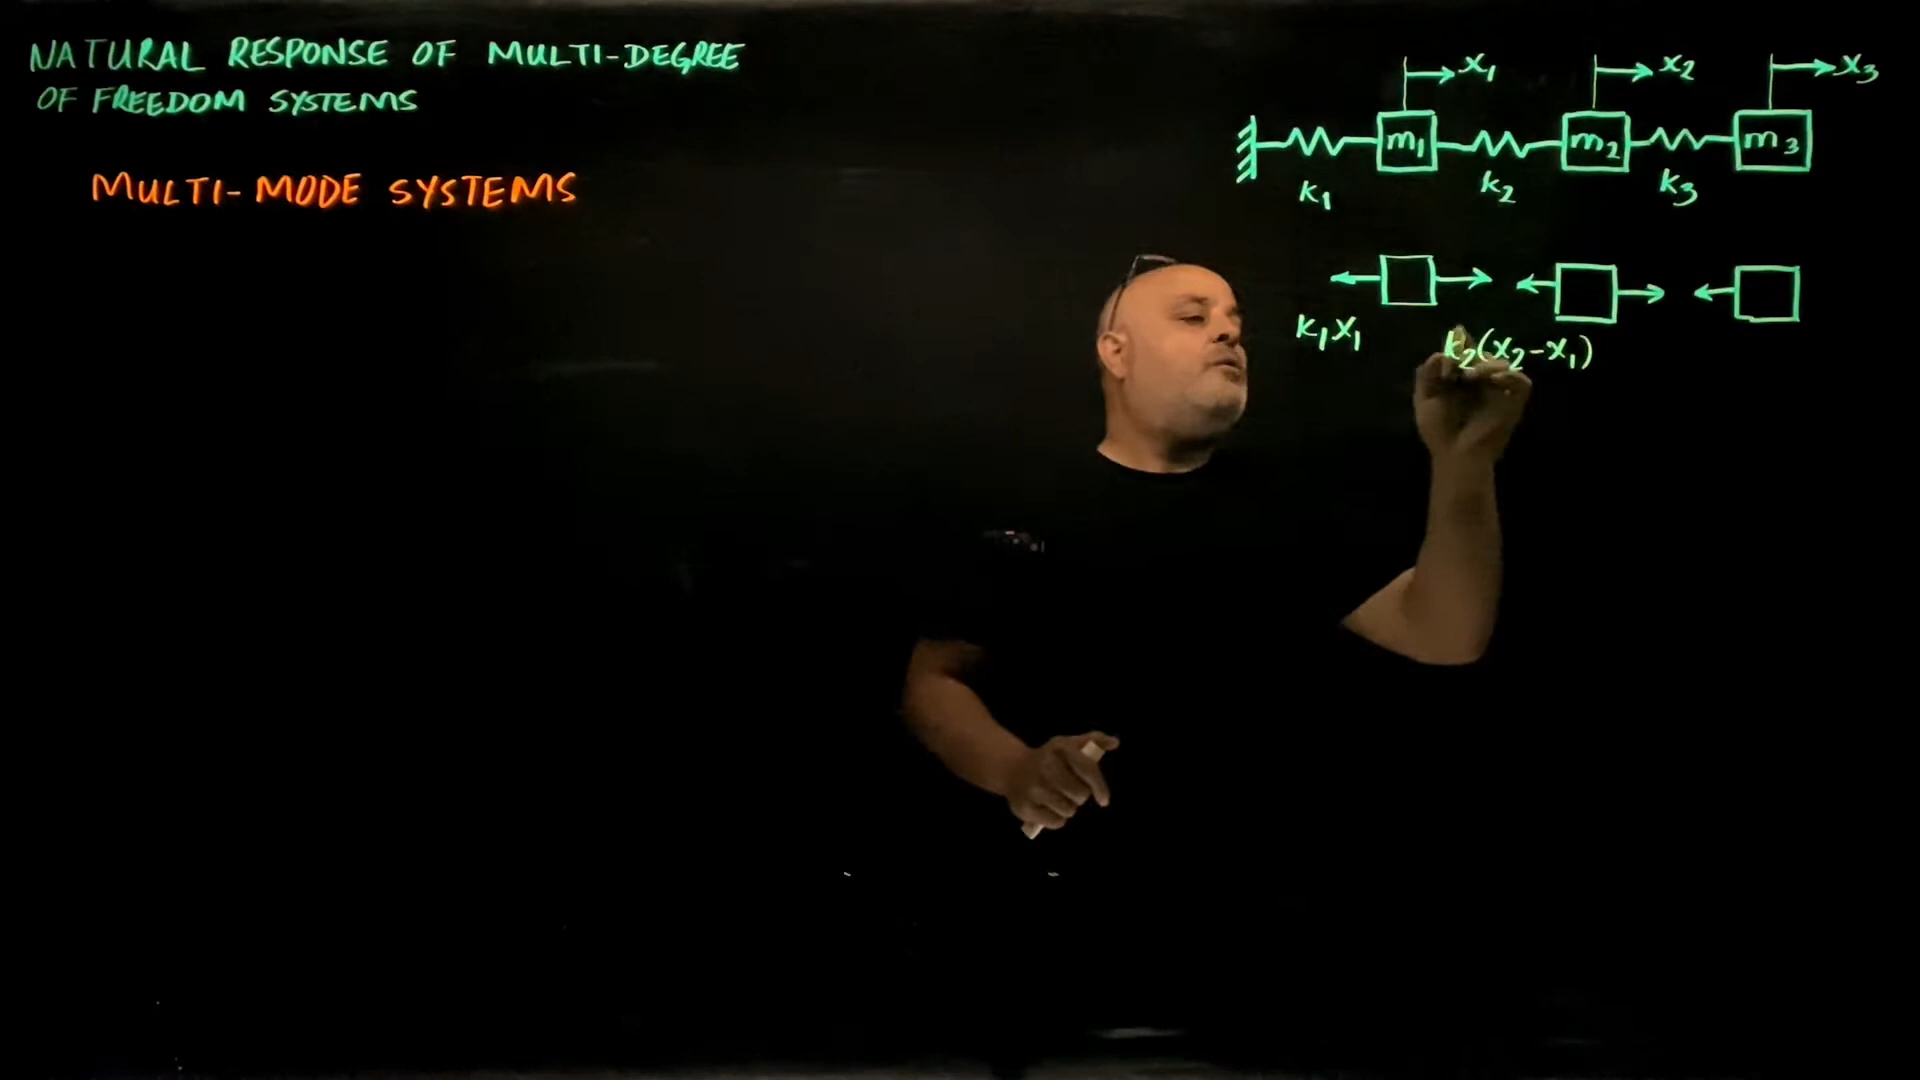 NATURAL RESPONSE OF MULTI-DEGREE
OF FREEDOM SYSTEMS
MULTI-MODE SYSTEMS
x₁ x₂ x₃
m₁ m₂ m₃
k₁ k₂ k₃
k₁x₁ k₂(x₂-x₁)